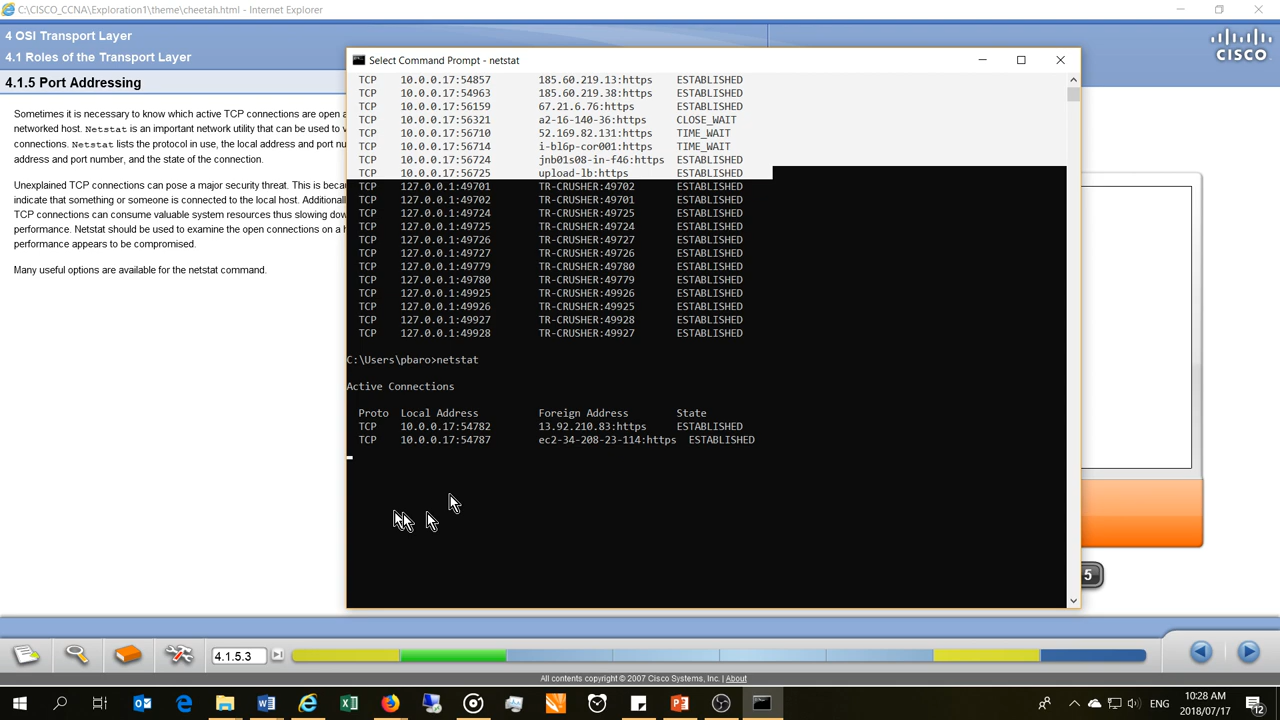 C:\CISCO_CCNA\Exploration1\theme\cheetah.html - Internet Explorer
4 OSI Transport Layer
4.1 Roles of the Transport Layer
4.1.5 Port Addressing
CISCO
Sometimes it is necessary to know which active TCP connections are open a
networked host. Netstat is an important network utility that can be used to v
connections. Netstat lists the protocol in use, the local address and port nu
address and port number, and the state of the connection.
Unexplained TCP connections can pose a major security threat. This is beca
indicate that something or someone is connected to the local host. Additionall
TCP connections can consume valuable system resources thus slowing dow
performance. Netstat should be used to examine the open connections on a h
performance appears to be compromised.
Many useful options are available for the netstat command.
Select Command Prompt - netstat
TCP 10.0.0.17:54857 185.60.219.13:https ESTABLISHED
TCP 10.0.0.17:54963 185.60.219.38:https ESTABLISHED
TCP 10.0.0.17:56159 67.21.6.76:https ESTABLISHED
TCP 10.0.0.17:56321 a2-16-140-36:https CLOSE_WAIT
TCP 10.0.0.17:56710 52.169.82.131:https TIME_WAIT
TCP 10.0.0.17:56714 i-bl6p-cor001:https TIME_WAIT
TCP 10.0.0.17:56724 jnb01s08-in-f46:https ESTABLISHED
TCP 10.0.0.17:56725 upload-lb:https ESTABLISHED
TCP 127.0.0.1:49701 TR-CRUSHER:49702 ESTABLISHED
TCP 127.0.0.1:49702 TR-CRUSHER:49701 ESTABLISHED
TCP 127.0.0.1:49724 TR-CRUSHER:49725 ESTABLISHED
TCP 127.0.0.1:49725 TR-CRUSHER:49724 ESTABLISHED
TCP 127.0.0.1:49726 TR-CRUSHER:49727 ESTABLISHED
TCP 127.0.0.1:49727 TR-CRUSHER:49726 ESTABLISHED
TCP 127.0.0.1:49779 TR-CRUSHER:49780 ESTABLISHED
TCP 127.0.0.1:49780 TR-CRUSHER:49779 ESTABLISHED
TCP 127.0.0.1:49925 TR-CRUSHER:49926 ESTABLISHED
TCP 127.0.0.1:49926 TR-CRUSHER:49925 ESTABLISHED
TCP 127.0.0.1:49927 TR-CRUSHER:49928 ESTABLISHED
TCP 127.0.0.1:49928 TR-CRUSHER:49927 ESTABLISHED
C:\Users\pbaro>netstat
Active Connections
Proto Local Address Foreign Address State
TCP 10.0.0.17:54782 13.92.210.83:https ESTABLISHED
TCP 10.0.0.17:54787 ec2-34-208-23-114:https ESTABLISHED
5
4.1.5.3
All contents copyright © 2007 Cisco Systems, Inc. | About
ENG
10:28 AM
2018/07/17
12